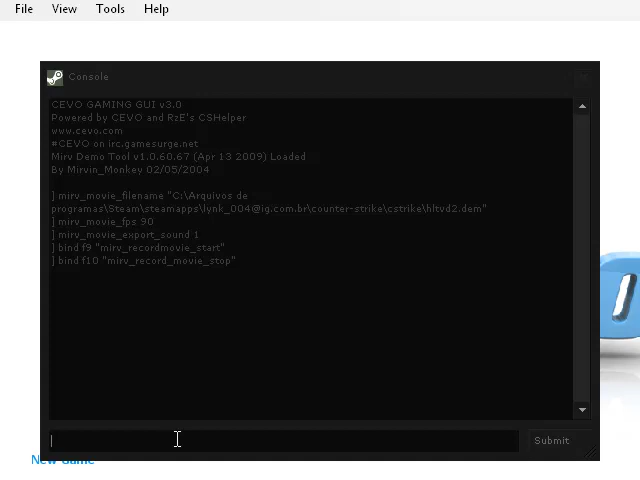 File View Tools Help
Console
CEVO GAMING GUI v3.0
Powered by CEVO and RzE's CSHelper
www.cevo.com
#CEVO on irc.gamesurge.net
Mirv Demo Tool v1.0.60.67 (Apr 13 2009) Loaded
By Mirvin_Monkey 02/05/2004
] mirv_movie_filename "C:\Arquivos de
programas\Steam\steamapps\lynk_004@ig.com.br\counter-strike\cstrike\hltvd2.dem"
] mirv_movie_fps 90
] mirv_movie_export_sound 1
] bind f9 "mirv_recordmovie_start"
] bind f10 "mirv_record_movie_stop"
Submit
New Game